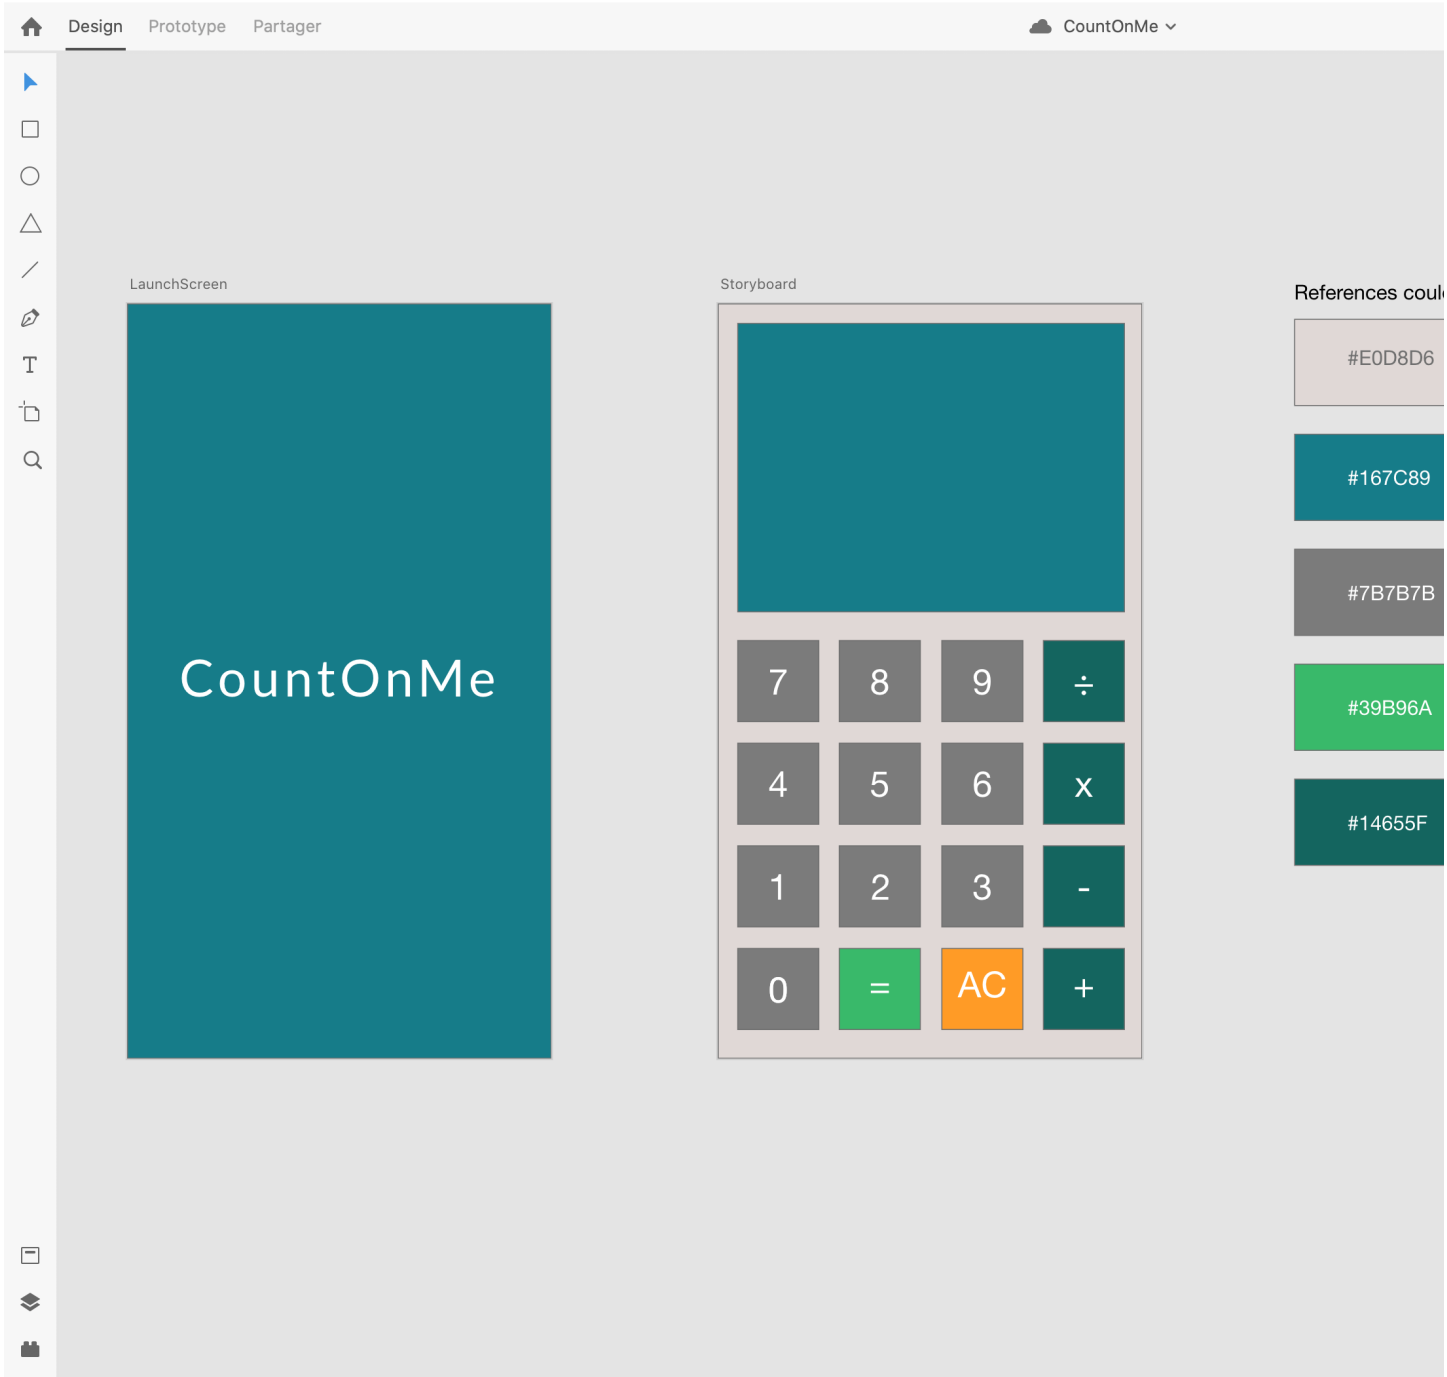 Design Prototype Partager CountOnMe
LaunchScreen
CountOnMe
Storyboard
7 8 9 ÷
4 5 6 x
1 2 3 -
0 = AC +
References
#E0D8D6
#167C89
#7B7B7B
#39B96A
#14655F